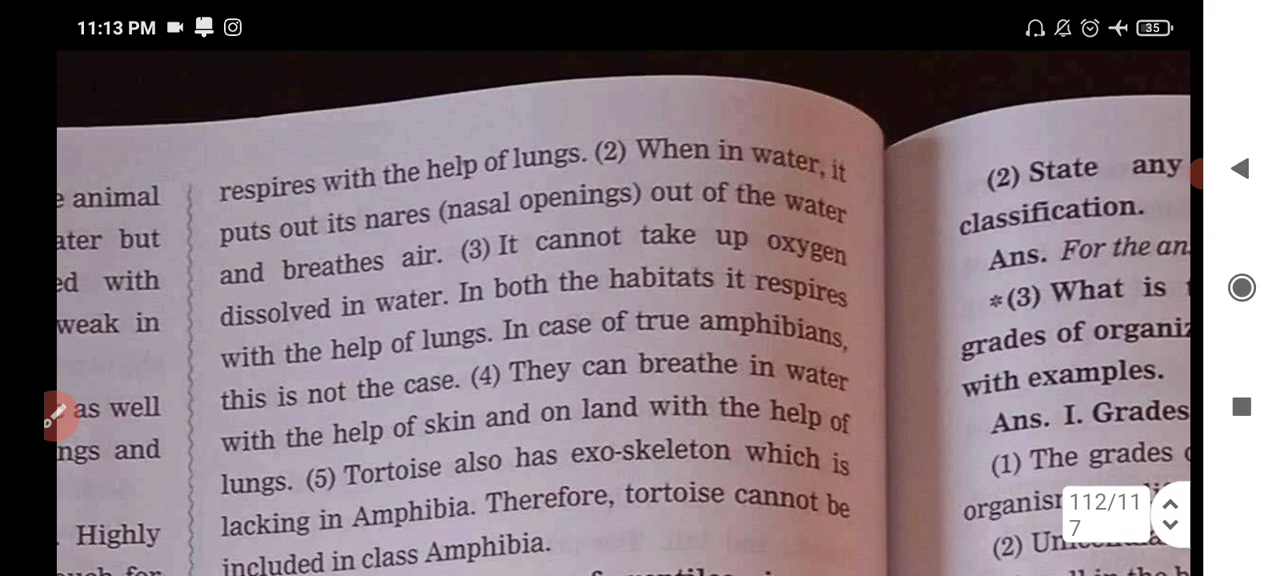 11:13 PM
35
e animal
ater but
ed with
weak in
as well
ngs and
Highly
respires with the help of lungs. (2) When in water, it
puts out its nares (nasal openings) out of the water
and breathes air. (3) It cannot take up oxygen
dissolved in water. In both the habitats it respires
with the help of lungs. In case of true amphibians,
this is not the case. (4) They can breathe in water
with the help of skin and on land with the help of
lungs. (5) Tortoise also has exo-skeleton which is
lacking in Amphibia. Therefore, tortoise cannot be
included in class Amphibia.
(2) State any
classification.
Ans. For the an
*(3) What is
grades of organiz
with examples.
Ans. I. Grades
(1) The grades
organis
(2) Un
112/11
7